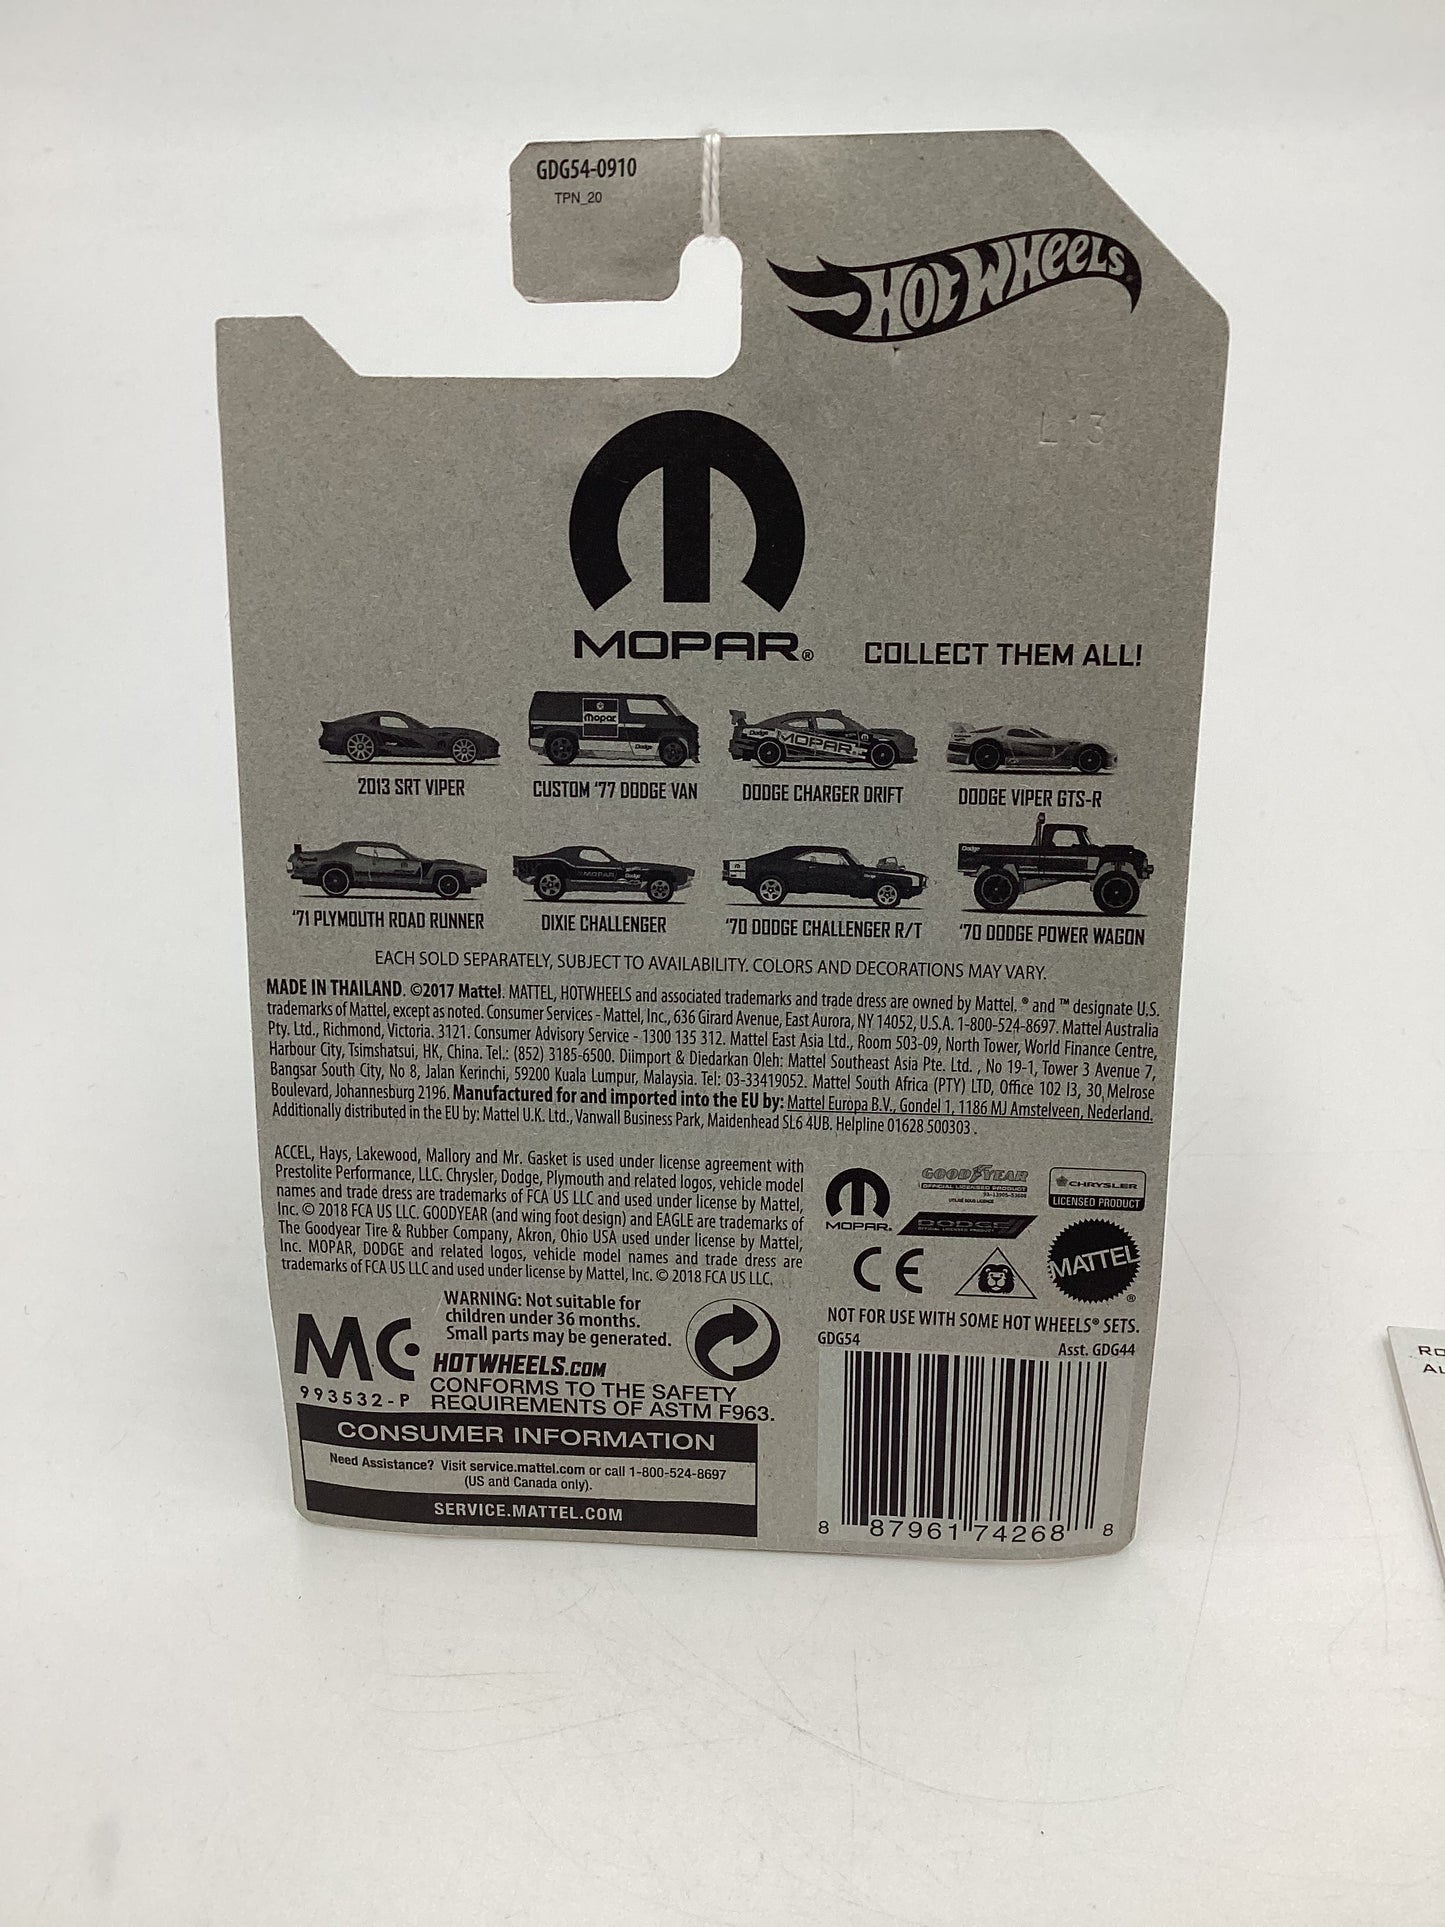 GDG54-0910
TPN_20
HOT WHEELS
L 13
MOPAR®
COLLECT THEM ALL!
Mopar
Dodge
Dodge
MOPAR
2013 SRT VIPER
CUSTOM '77 DODGE VAN
DODGE CHARGER DRIFT
DODGE VIPER GTS-R
MOPAR
Dodge
Dodge
'71 PLYMOUTH ROAD RUNNER
DIXIE CHALLENGER
'70 DODGE CHALLENGER R/T
'70 DODGE POWER WAGON
EACH SOLD SEPARATELY, SUBJECT TO AVAILABILITY. COLORS AND DECORATIONS MAY VARY.
MADE IN THAILAND. ©2017 Mattel. MATTEL, HOTWHEELS and associated trademarks and trade dress are owned by Mattel. ® and ™ designate U.S.
trademarks of Mattel, except as noted. Consumer Services - Mattel, Inc., 636 Girard Avenue, East Aurora, NY 14052, U.S.A. 1-800-524-8697. Mattel Australia
Pty. Ltd., Richmond, Victoria. 3121. Consumer Advisory Service - 1300 135 312. Mattel East Asia Ltd., Room 503-09, North Tower, World Finance Centre,
Harbour City, Tsimshatsui, HK, China. Tel.: (852) 3185-6500. Diimport & Diedarkan Oleh: Mattel Southeast Asia Pte. Ltd. , No 19-1, Tower 3 Avenue 7,
Bangsar South City, No 8, Jalan Kerinchi, 59200 Kuala Lumpur, Malaysia. Tel: 03-33419052. Mattel South Africa (PTY) LTD, Office 102 I3, 30 Melrose
Boulevard, Johannesburg 2196. Manufactured for and imported into the EU by: Mattel Europa B.V., Gondel 1, 1186 MJ Amstelveen, Nederland.
Additionally distributed in the EU by: Mattel U.K. Ltd., Vanwall Business Park, Maidenhead SL6 4UB. Helpline 01628 500303 .
ACCEL, Hays, Lakewood, Mallory and Mr. Gasket is used under license agreement with
Prestolite Performance, LLC. Chrysler, Dodge, Plymouth and related logos, vehicle model
names and trade dress are trademarks of FCA US LLC and used under license by Mattel,
Inc. © 2018 FCA US LLC. GOODYEAR (and wing foot design) and EAGLE are trademarks of
The Goodyear Tire & Rubber Company, Akron, Ohio USA used under license by Mattel,
Inc. MOPAR, DODGE and related logos, vehicle model names and trade dress are
trademarks of FCA US LLC and used under license by Mattel, Inc. © 2018 FCA US LLC.
MOPAR.
GOODYEAR
OFFICIAL LICENSED PRODUCT
CHRYSLER
LICENSED PRODUCT
DODGE
OFFICIAL LICENSED PRODUCT
CE
MATTEL®
WARNING: Not suitable for
children under 36 months.
Small parts may be generated.
MC
993532-P
HOTWHEELS.COM
CONFORMS TO THE SAFETY
REQUIREMENTS OF ASTM F963.
NOT FOR USE WITH SOME HOT WHEELS® SETS.
GDG54
Asst. GDG44
CONSUMER INFORMATION
Need Assistance? Visit service.mattel.com or call 1-800-524-8697
(US and Canada only).
SERVICE.MATTEL.COM
8 87961 74268 8